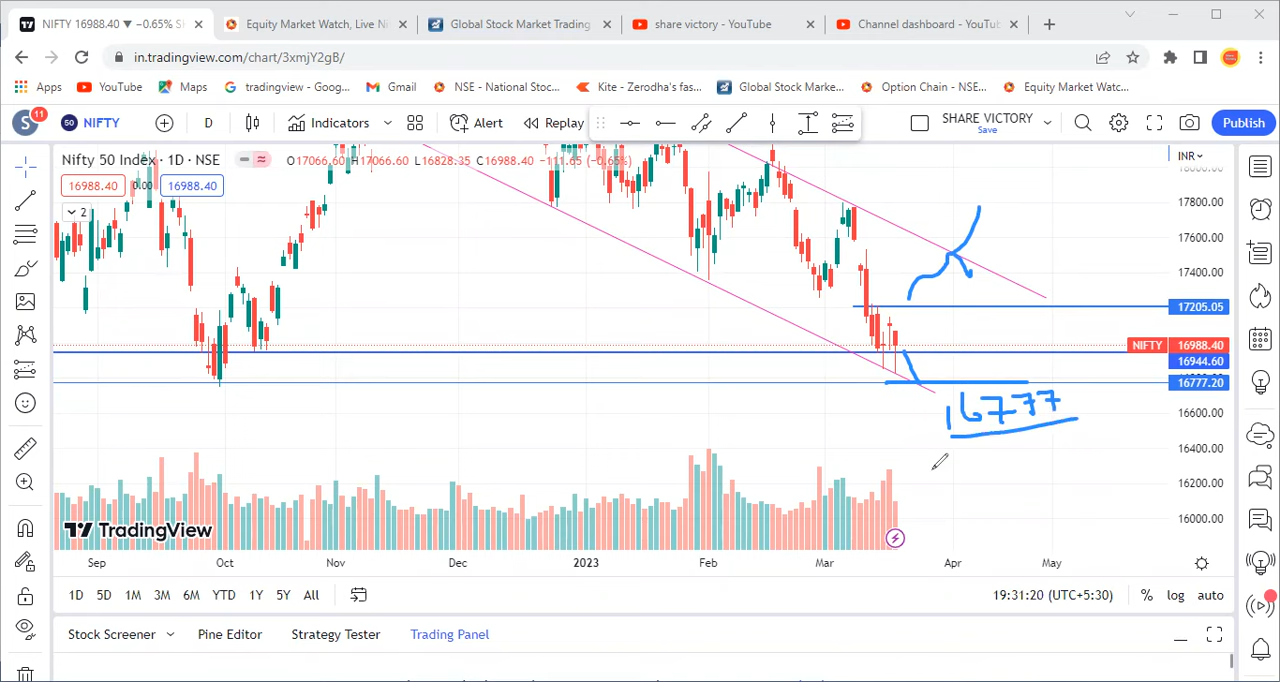 NIFTY 16988.40 ▼ −0.65%
Equity Market Watch, Live Ni
Global Stock Market Trading
share victory - YouTube
Channel dashboard - YouTu
in.tradingview.com/chart/3xmjY2gB/
Apps
YouTube
Maps
tradingview - Goog...
Gmail
NSE - National Stoc...
Kite - Zerodha's fas...
Global Stock Marke...
Option Chain - NSE...
Equity Market Watc...
S
11
50
NIFTY
D
Indicators
Alert
Replay
SHARE VICTORY
Save
Publish
Nifty 50 Index · 1D · NSE
O17066.60 H17066.60 L16828.35 C16988.40 −111.65 (−0.65%)
INR
16988.40
0.00
16988.40
2
17800.00
17600.00
17400.00
17205.05
NIFTY 16988.40
16944.60
16777.20
16777
16600.00
16400.00
16200.00
16000.00
TradingView
Sep
Oct
Nov
Dec
2023
Feb
Mar
Apr
May
1D 5D 1M 3M 6M YTD 1Y 5Y All
19:31:20 (UTC+5:30)
% log auto
Stock Screener
Pine Editor
Strategy Tester
Trading Panel